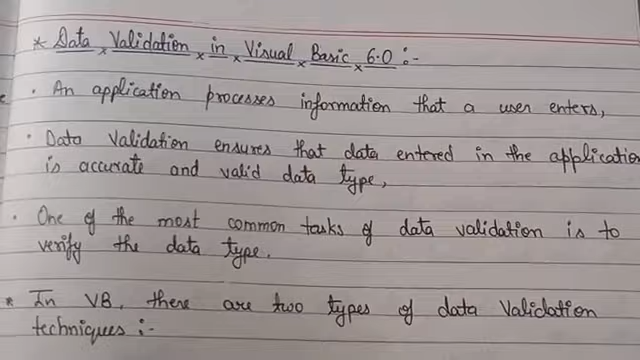 * Data Validation in Visual Basic 6.0 :-
• An application processes information that a user enters,
• Data Validation ensures that data entered in the application
is accurate and valid data type,
• One of the most common tasks of data validation is to
verify the data type.
* In VB, there are two types of data Validation
techniques :-